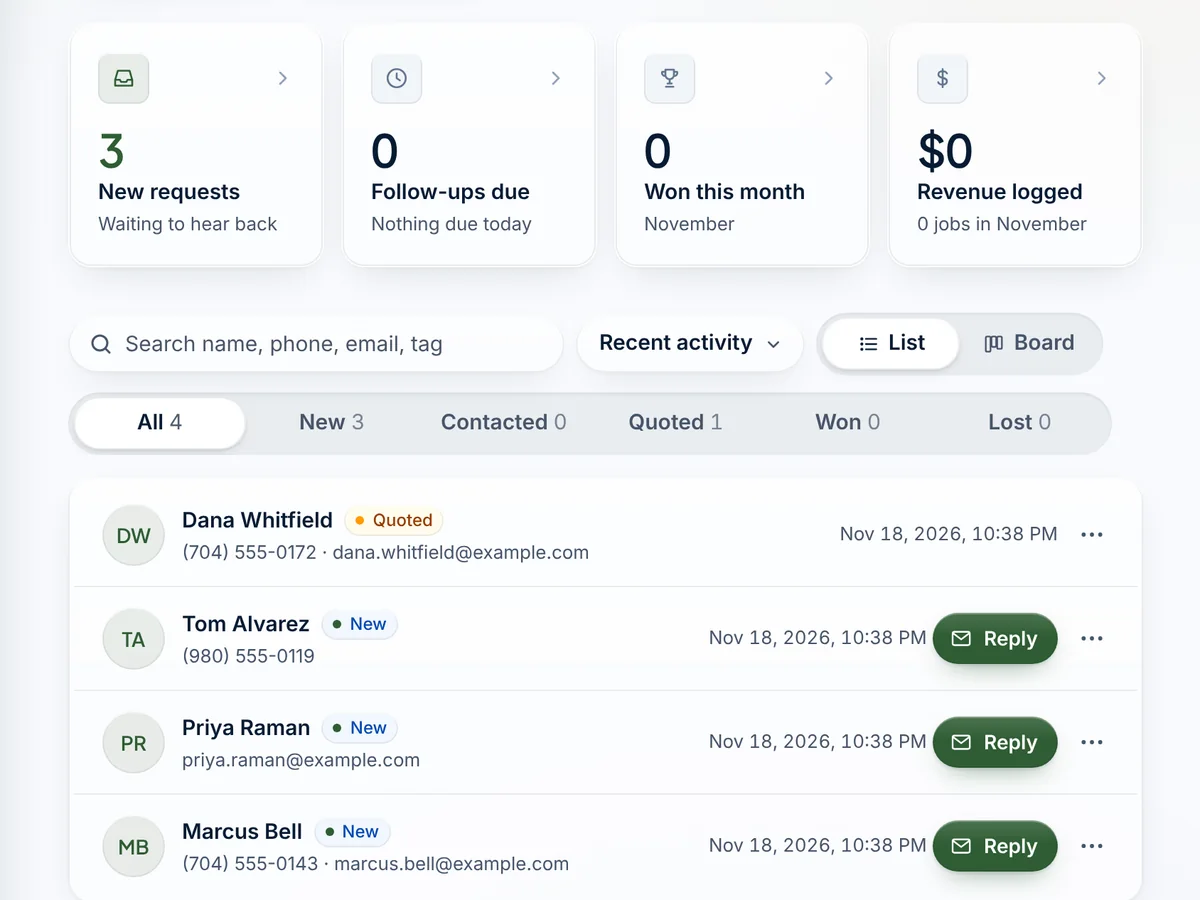 3
New requests
Waiting to hear back
0
Follow-ups due
Nothing due today
0
Won this month
November
$
$0
Revenue logged
0 jobs in November
Search name, phone, email, tag
Recent activity
List
Board
All 4
New 3
Contacted 0
Quoted 1
Won 0
Lost 0
DW
Dana Whitfield
Quoted
(704) 555-0172 · dana.whitfield@example.com
Nov 18, 2026, 10:38 PM
TA
Tom Alvarez
New
(980) 555-0119
Nov 18, 2026, 10:38 PM
Reply
PR
Priya Raman
New
priya.raman@example.com
Nov 18, 2026, 10:38 PM
Reply
MB
Marcus Bell
New
(704) 555-0143 · marcus.bell@example.com
Nov 18, 2026, 10:38 PM
Reply